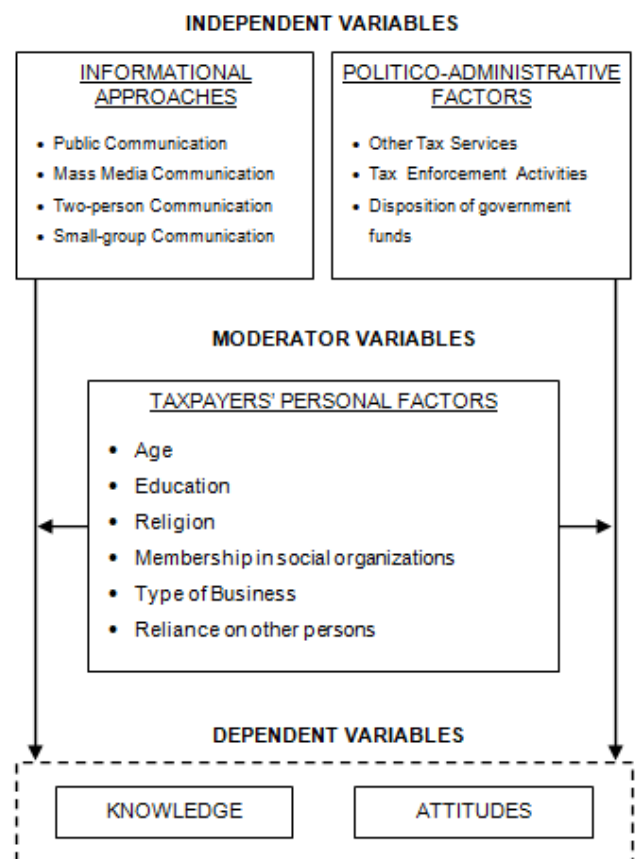 INDEPENDENT VARIABLES
INFORMATIONAL
APPROACHES
• Public Communication
• Mass Media Communication
• Two-person Communication
• Small-group Communication
POLITICO-ADMINISTRATIVE
FACTORS
• Other Tax Services
• Tax Enforcement Activities
• Disposition of government
funds
MODERATOR VARIABLES
TAXPAYERS' PERSONAL FACTORS
• Age
• Education
• Religion
• Membership in social organizations
• Type of Business
• Reliance on other persons
DEPENDENT VARIABLES
KNOWLEDGE
ATTITUDES